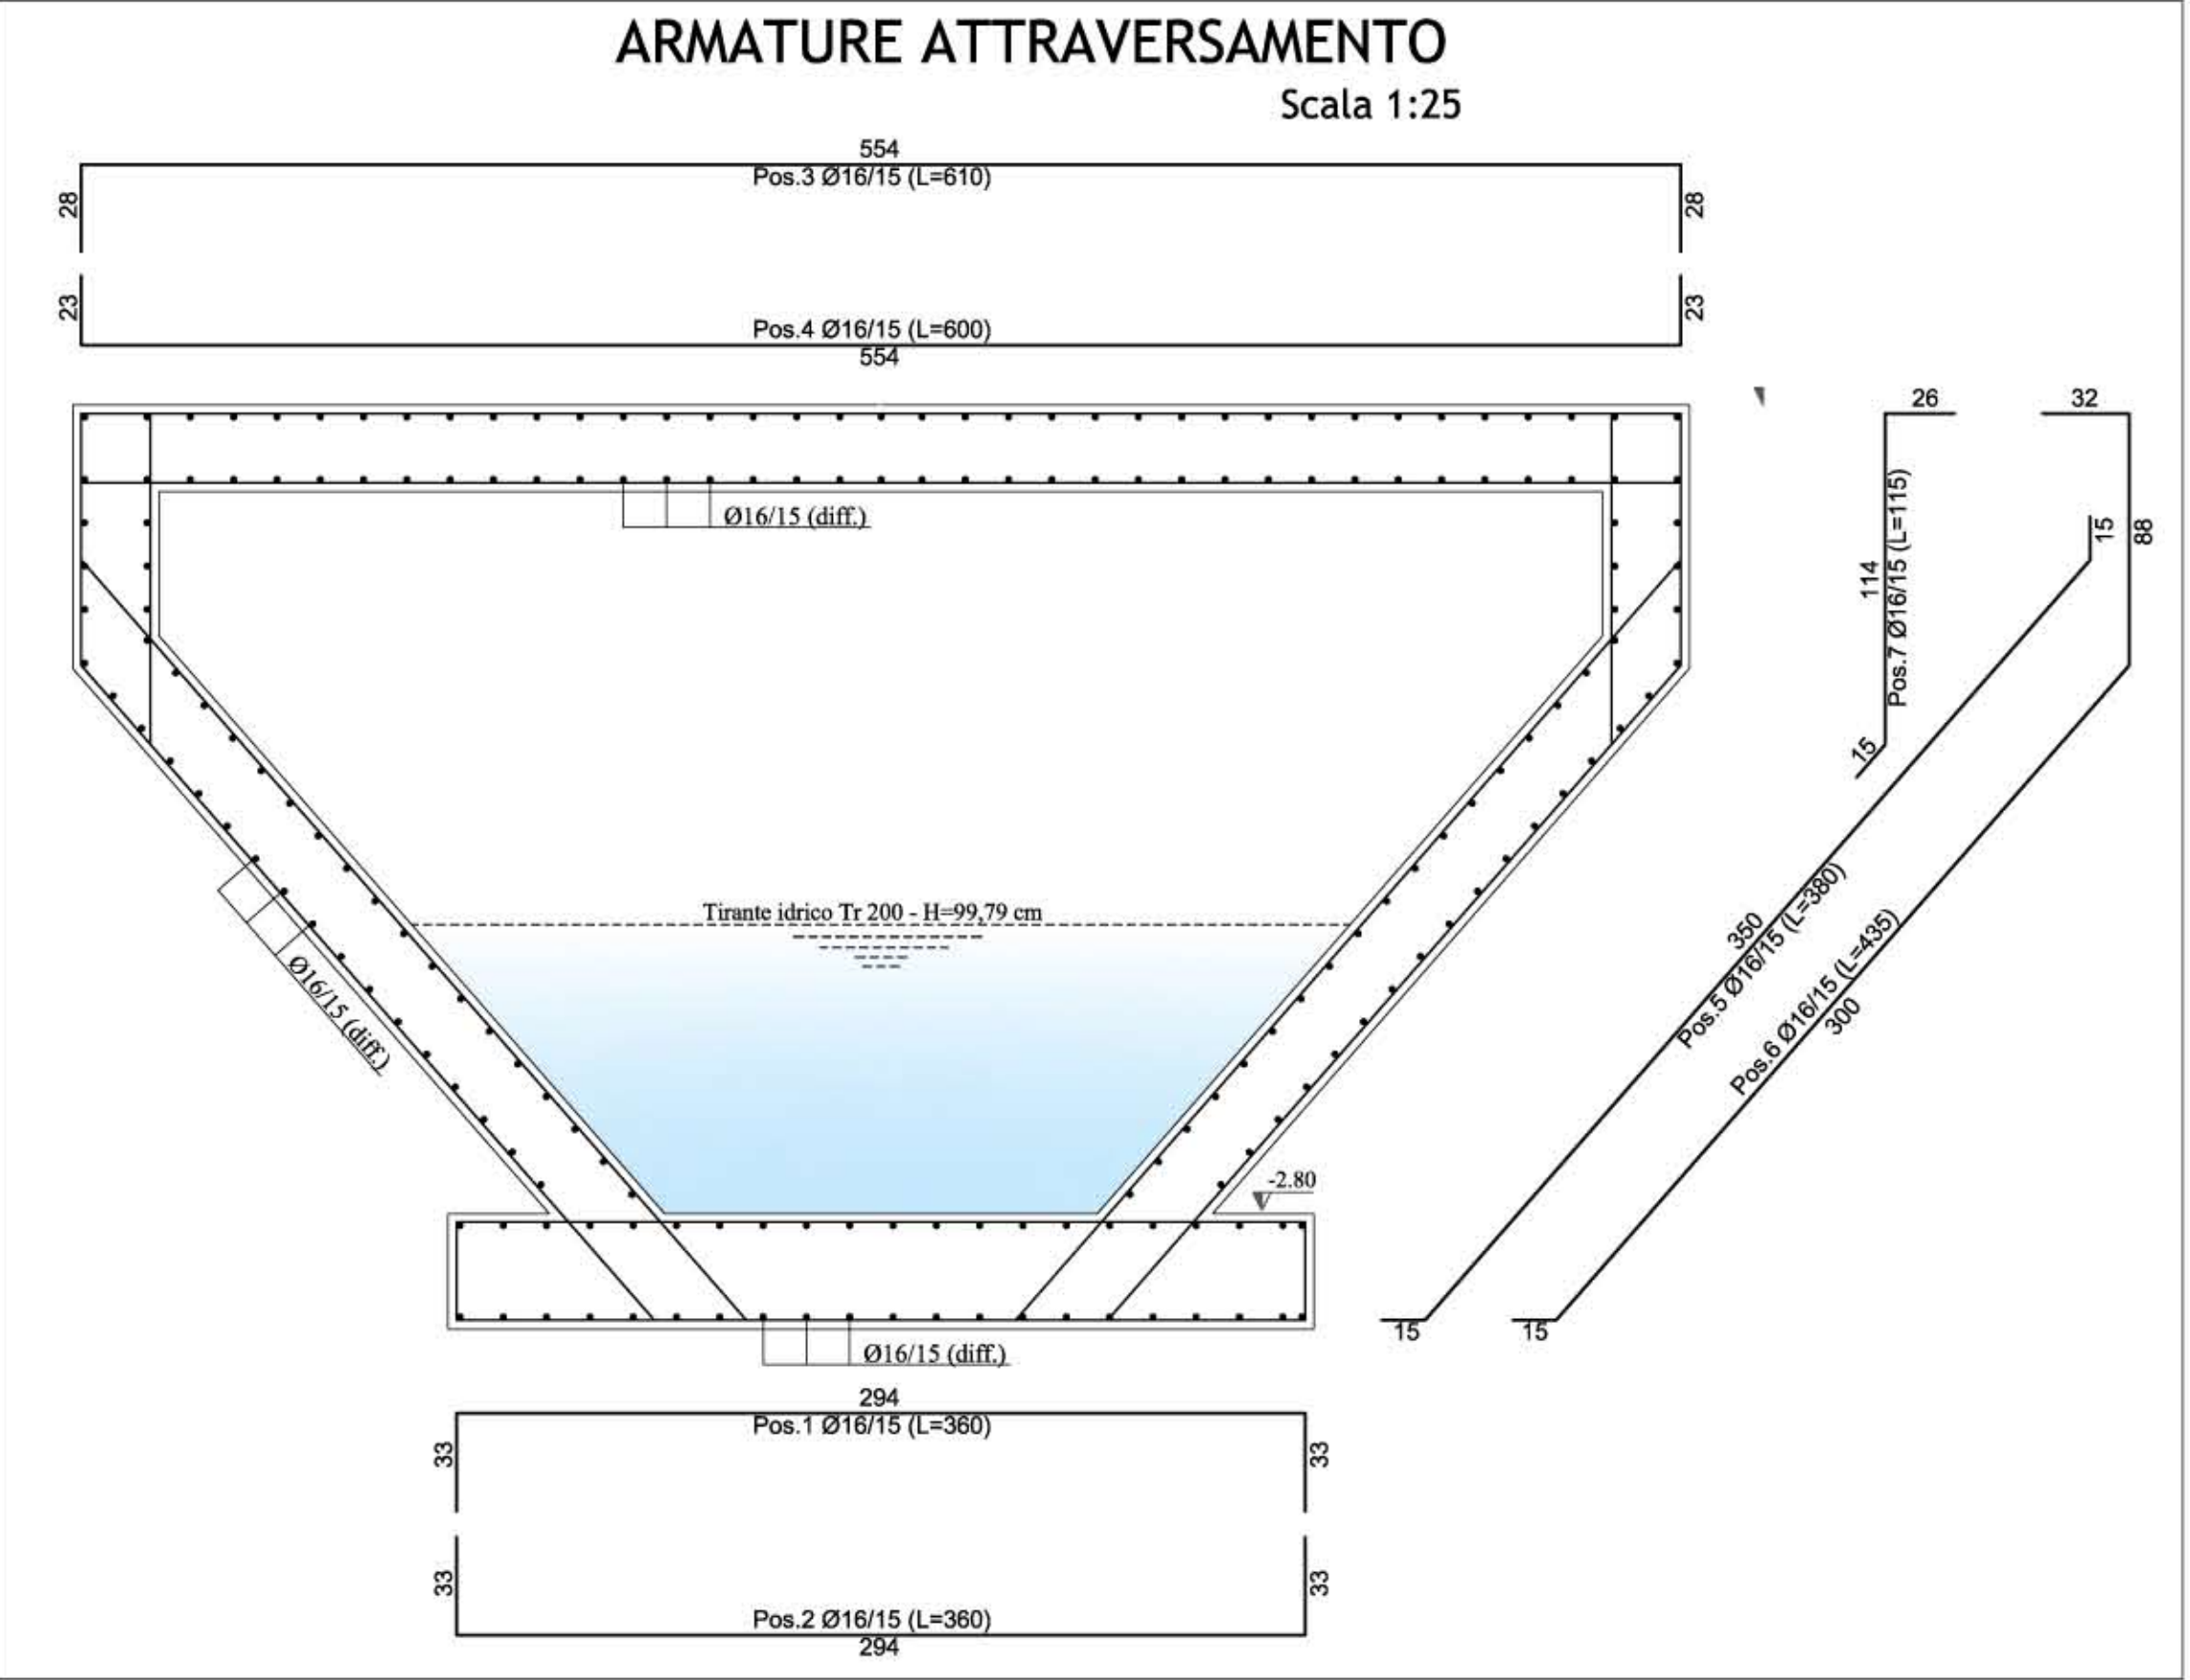 ARMATURE ATTRAVERSAMENTO
Scala 1:25
554
Pos.3 Ø16/15 (L=610)
28
28
23
23
Pos.4 Ø16/15 (L=600)
554
26
32
Ø16/15 (diff.)
114
Pos.7 Ø16/15 (L=115)
15
15
88
Tirante idrico Tr 200 - H=99,79 cm
Ø16/15 (diff.)
350
Pos.5 Ø16/15 (L=380)
Pos.6 Ø16/15 (L=435)
300
-2.80
15
15
Ø16/15 (diff.)
294
Pos.1 Ø16/15 (L=360)
33
33
33
33
Pos.2 Ø16/15 (L=360)
294